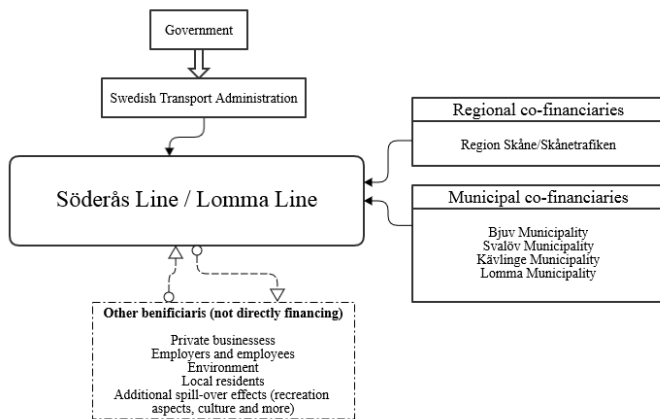 Government
Swedish Transport Administration
Söderås Line / Lomma Line
Regional co-financiaries
Region Skåne/Skånetrafiken
Municipal co-financiaries
Bjuv Municipality
Svalöv Municipality
Kävlinge Municipality
Lomma Municipality
Other benificiaris (not directly financing)
Private businessess
Employers and employees
Environment
Local residents
Additional spill-over effects (recreation
aspects, culture and more)